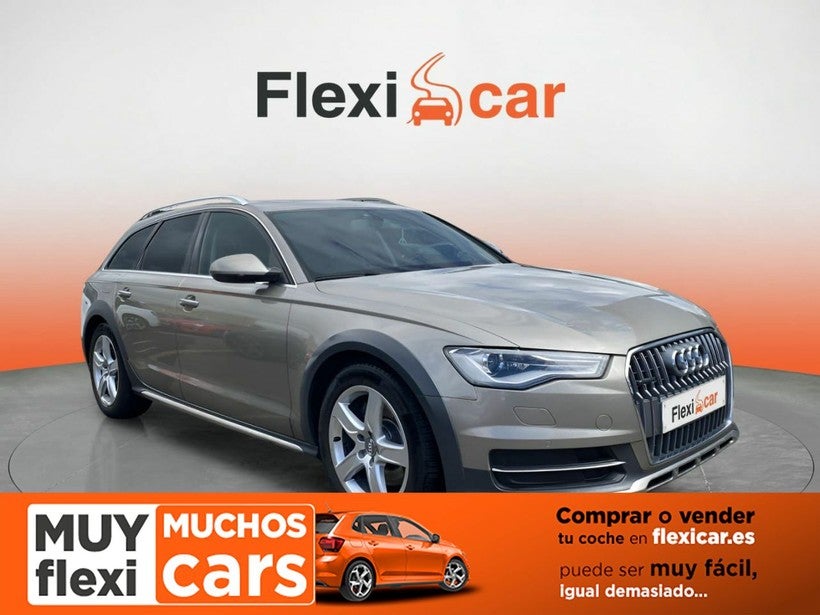 Flexicar
Flexicar
MUY
flexi
MUCHOS
cars
Comprar o vender
tu coche en flexicar.es
puede ser muy fácil,
igual demaslado...